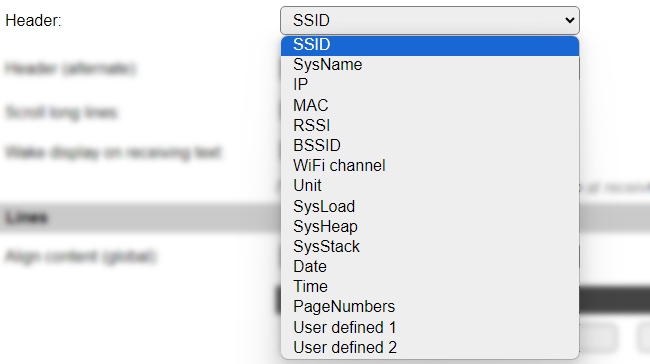 Header:
SSID
SSID
SysName
Header (alternate)
IP
MAC
Scroll long lines:
RSSI
BSSID
Wake display on receiving text:
WiFi channel
Unit
SysLoad
Lines
SysHeap
SysStack
Align content (global):
Date
Time
PageNumbers
User defined 1
User defined 2